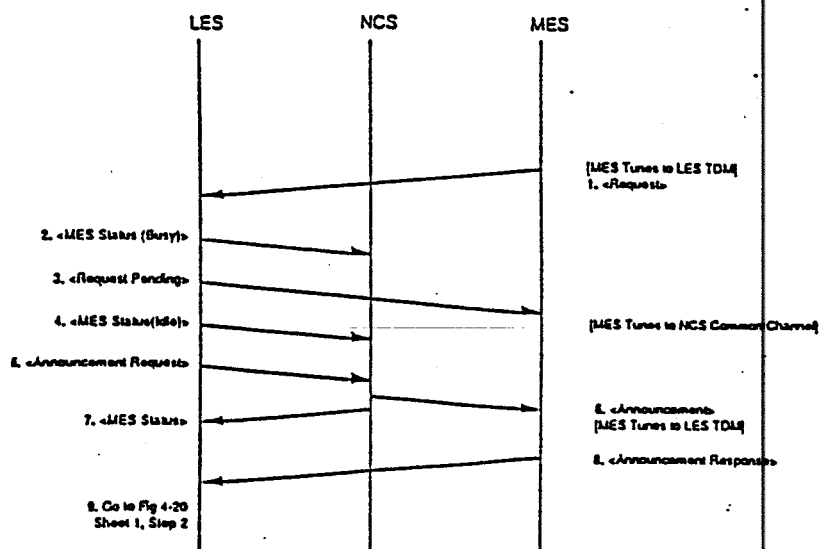 LES
NCS
MES
[MES Tunes to LES TDM]
1. <Request>
2. <MES Status (Busy)>
3. <Request Pending>
4. <MES Status(Idle)>
[MES Tunes to NCS Common Channel]
5. <Announcement Request>
6. <Announcement>
7. <MES Status>
[MES Tunes to LES TDM]
8. <Announcement Response>
9. Go to Fig 4-20
Sheet 1, Step 2